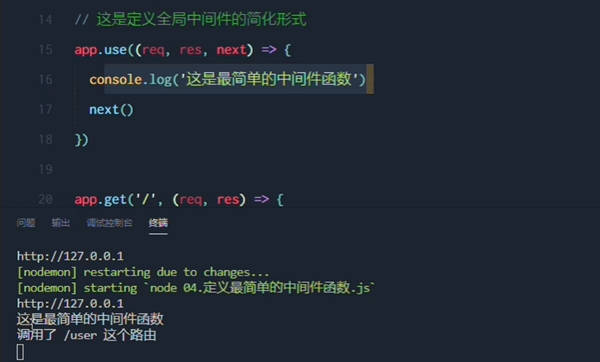 14 // 这是定义全局中间件的简化形式
15 app.use((req, res, next) => {
16 console.log('这是最简单的中间件函数')
17 next()
18 })
19
20 app.get('/', (req, res) => {
问题 输出 调试控制台 终端
http://127.0.0.1
[nodemon] restarting due to changes...
[nodemon] starting `node 04.定义最简单的中间件函数.js`
http://127.0.0.1
这是最简单的中间件函数
调用了 /user 这个路由